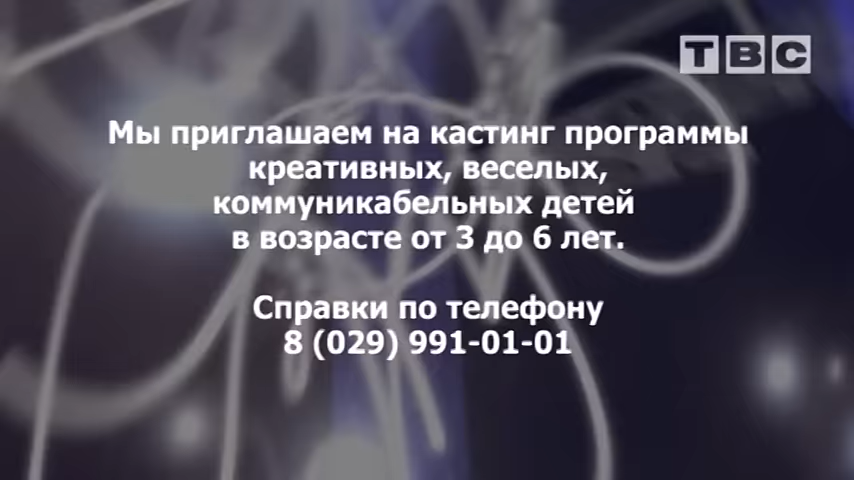 ТВС
Мы приглашаем на кастинг программы
креативных, веселых,
коммуникабельных детей
в возрасте от 3 до 6 лет.
Справки по телефону
8 (029) 991-01-01